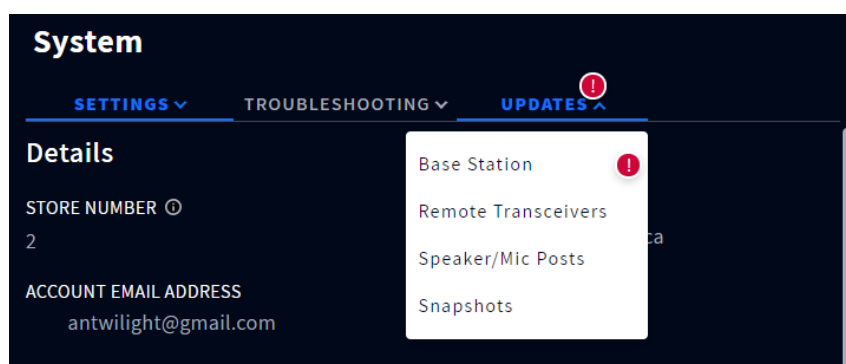 System
SETTINGS TROUBLESHOOTING UPDATES
Details
STORE NUMBER
2
ACCOUNT EMAIL ADDRESS
antwilight@gmail.com
Base Station
Remote Transceivers
Speaker/Mic Posts
Snapshots
ca